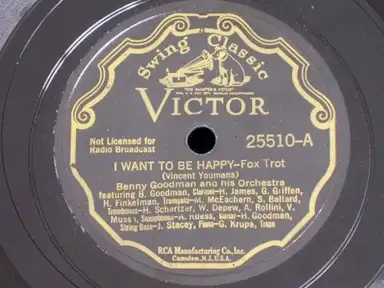 Swing Classic
"HIS MASTER'S VOICE"
VICTOR
Not Licensed for
Radio Broadcast
25510-A
I WANT TO BE HAPPY-Fox Trot
(Vincent Youmans)
Benny Goodman and his Orchestra
featuring B. Goodman, Clarinet-H. James, G. Griffen,
H. Finkelman, Trumpets-M. McEachern, S. Ballard,
Trombones-H. Schertzer, W. Depew, A. Rollini, V.
Musso, Saxophones-A. Reuss, Guitar-H. Goodman,
String Bass-J. Stacey, Piano-G. Krupa, Traps
RCA Manufacturing Co., Inc.
Camden, N.J., U.S.A.